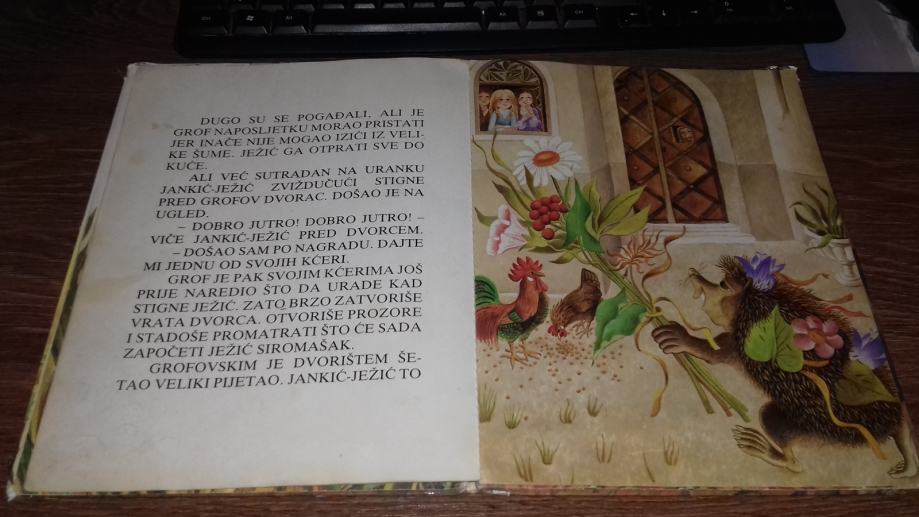 DUGO SU SE POGAĐALI, ALI JE
GROF NAPOSLJETKU MORAO PRISTATI
JER INAČE NIJE MOGAO IZIĆI IZ VELI-
KE ŠUME. JEŽIĆ GA OTPRATI SVE DO
KUĆE.
ALI VEĆ SUTRADAN NA URANKU
JANKIĆ-JEŽIĆ ZVIŽDUČUĆI STIGNE
PRED GROFOV DVORAC. DOŠAO JE NA
UGLED.
– DOBRO JUTRO! DOBRO JUTRO! –
VIČE JANKIĆ-JEŽIĆ PRED DVORCEM.
– DOŠAO SAM PO NAGRADU. DAJTE
MI JEDNU OD SVOJIH KĆERI.
GROF JE PAK SVOJIM KĆERIMA JOŠ
PRIJE NAREDIO ŠTO DA URADE KAD
STIGNE JEŽIĆ. ZATO BRZO ZATVORIŠE
VRATA DVORCA. OTVORIŠE PROZORE
I STADOŠE PROMATRATI ŠTO ĆE SADA
ZAPOČETI JEŽIĆ SIROMAŠAK.
GROFOVSKIM JE DVORIŠTEM ŠE-
TAO VELIKI PIJETAO. JANKIĆ-JEŽIĆ TO